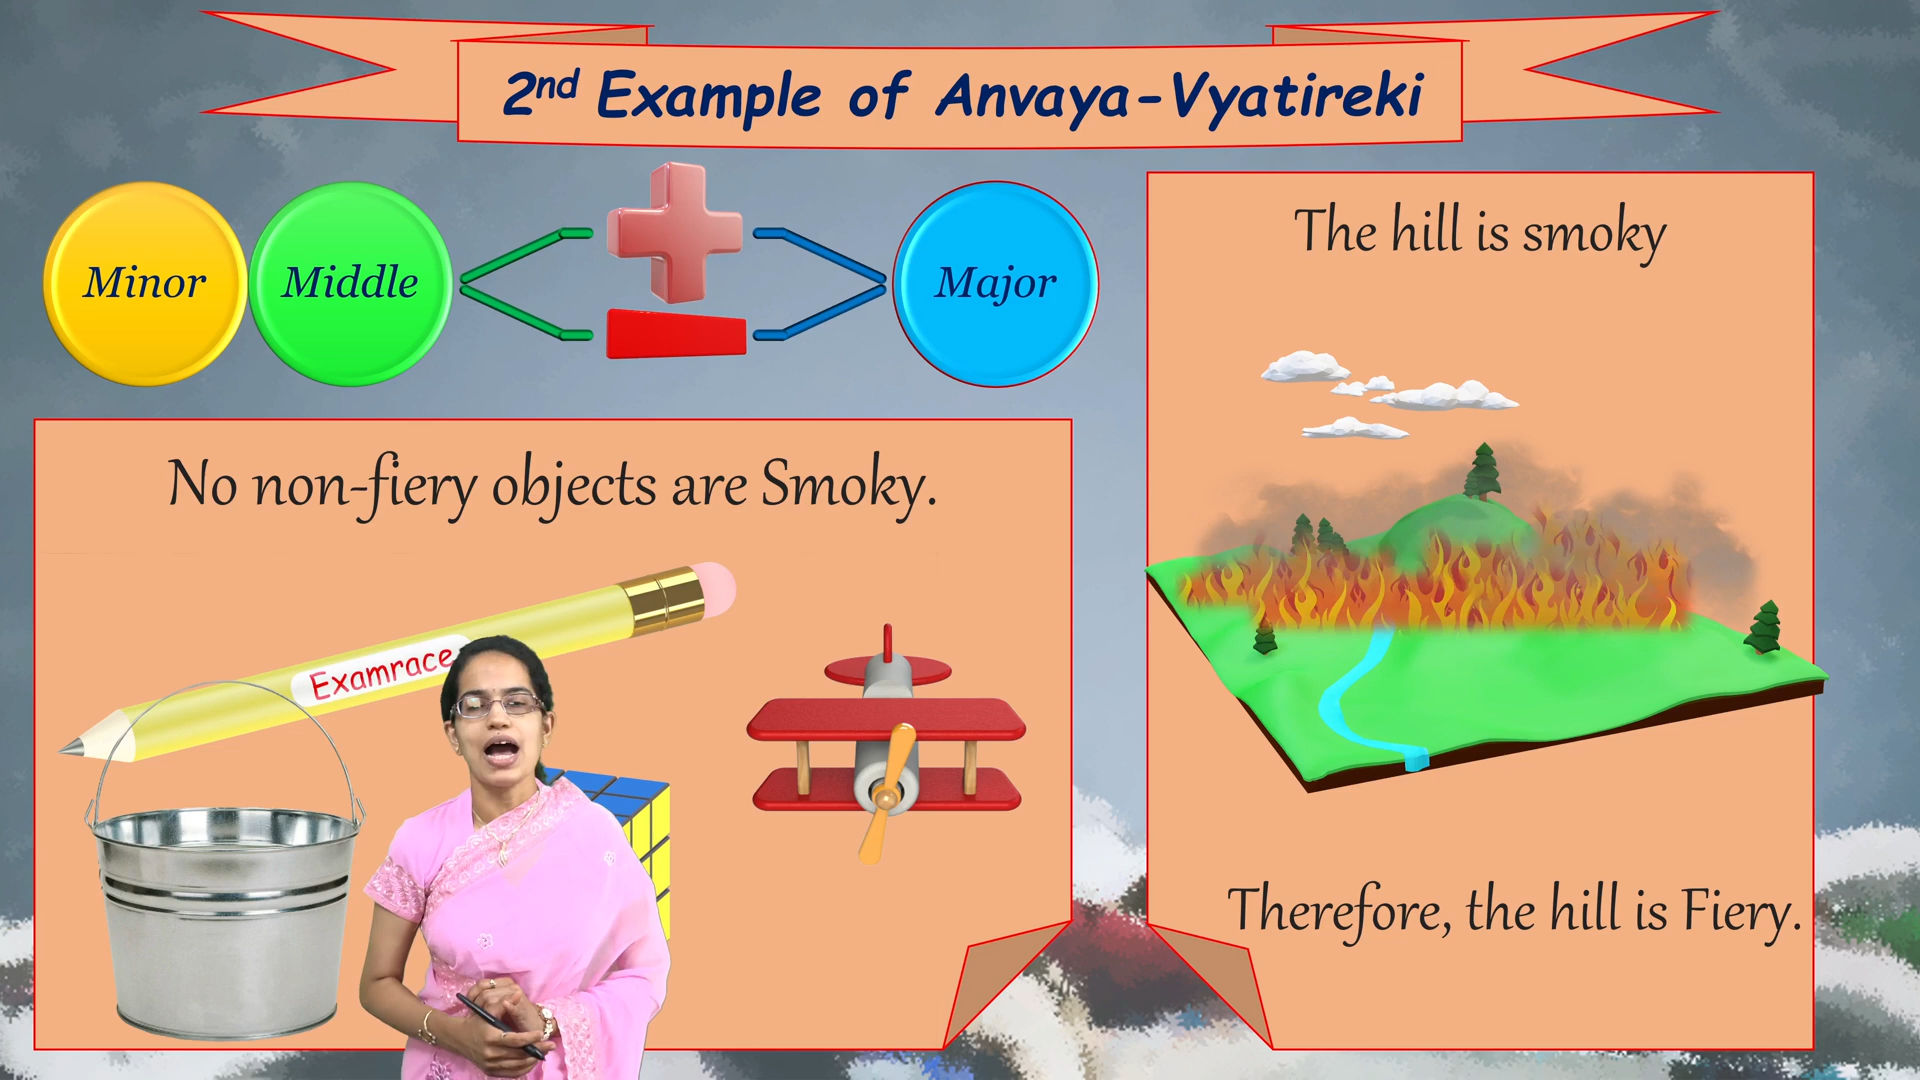 2nd Example of Anvaya-Vyatireki
Minor
Middle
Major
The hill is smoky
No non-fiery objects are Smoky.
Examrace
Therefore, the hill is Fiery.